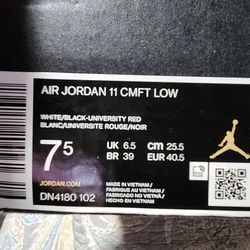 AIR JORDAN 11 CMFT LOW
WHITE/BLACK-UNIVERSITY RED
BLANC/UNIVERSITE ROUGE/NOIR
7.5
UK 6.5 cm 25.5
BR 39 EUR 40.5
JORDAN.COM
DN4180 102
MADE IN VIETNAM /
FABRIQUE AU VIETNAM /
HECHO EN VIETNAM /
FABRICADO NO VIETNAM